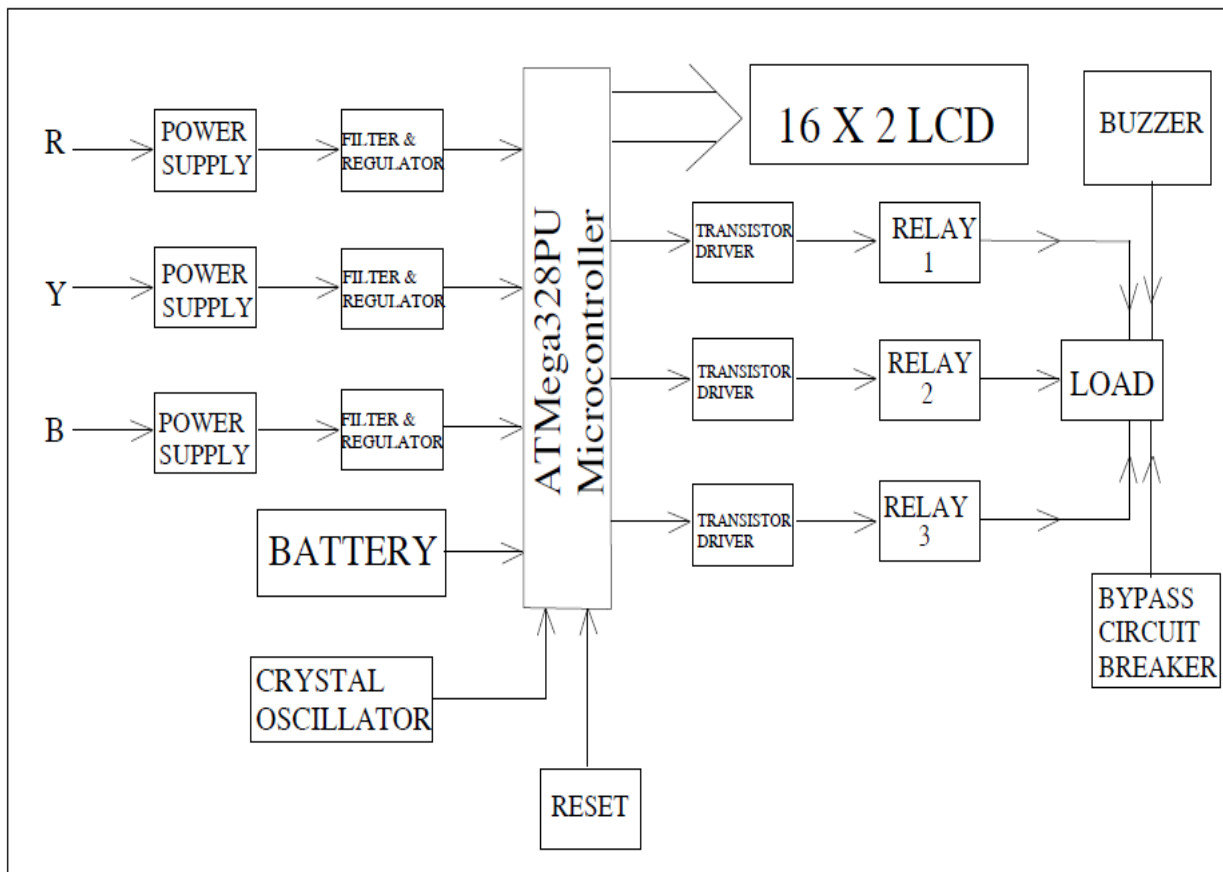 R
POWER
SUPPLY
FILTER &
REGULATOR
Y
POWER
SUPPLY
FILTER &
REGULATOR
B
POWER
SUPPLY
FILTER &
REGULATOR
BATTERY
CRYSTAL
OSCILLATOR
RESET
ATMega328PU
Microcontroller
16 X 2 LCD
BUZZER
TRANSISTOR
DRIVER
RELAY
1
TRANSISTOR
DRIVER
RELAY
2
LOAD
TRANSISTOR
DRIVER
RELAY
3
BYPASS
CIRCUIT
BREAKER